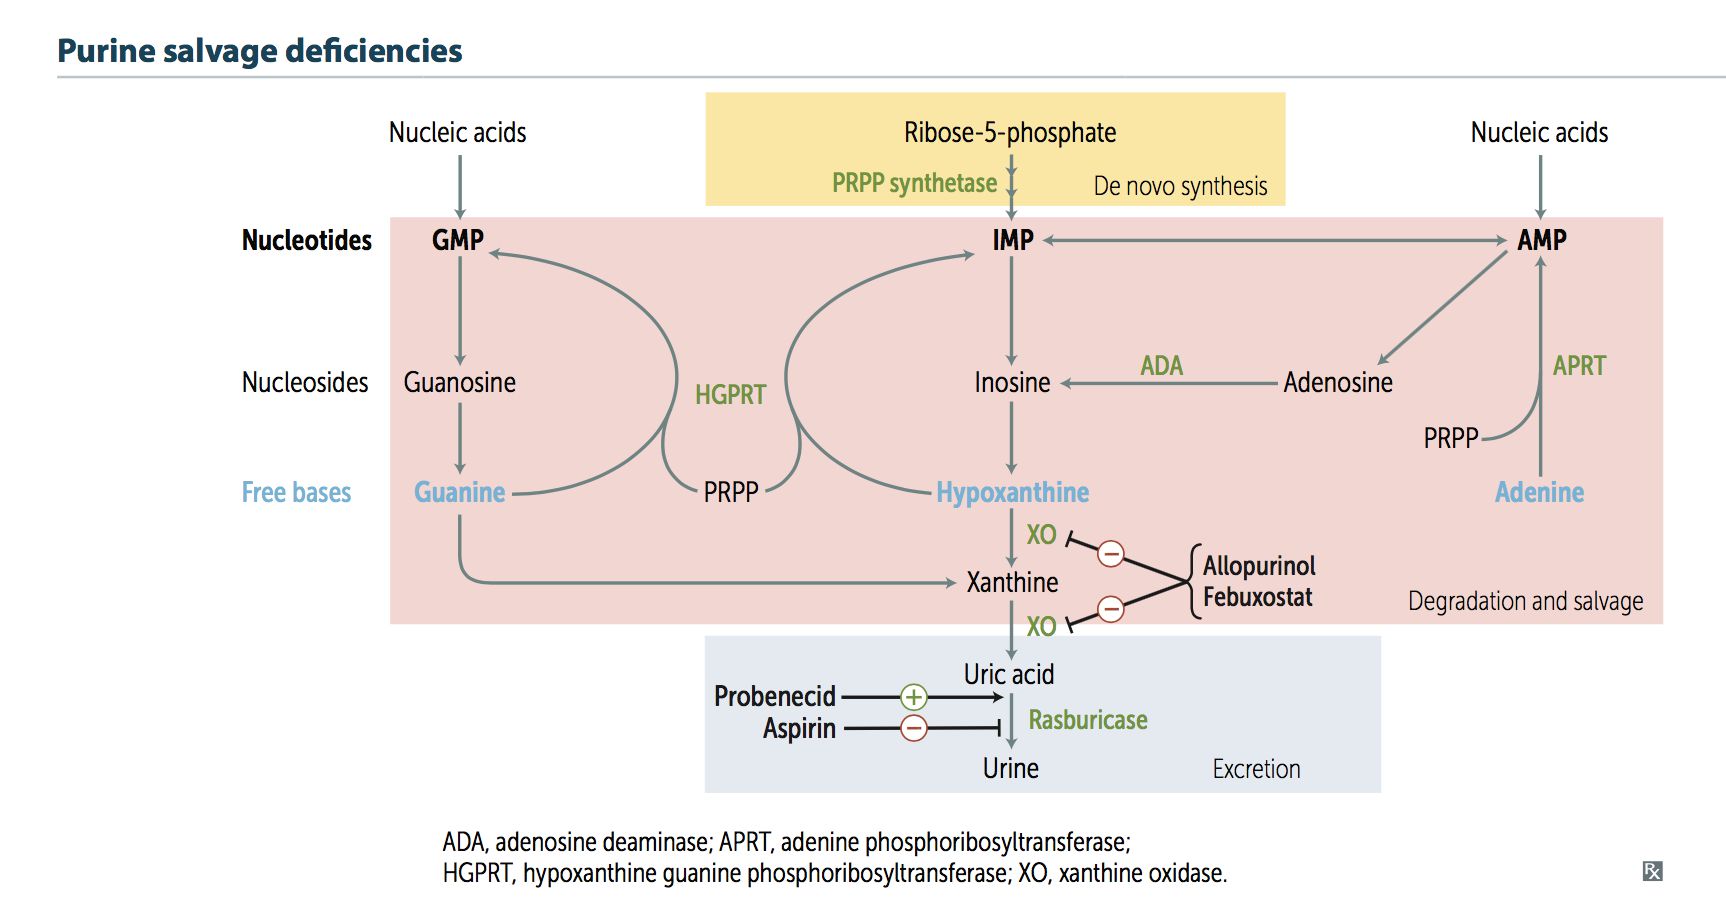 Purine salvage deficiencies
Nucleic acids
Ribose-5-phosphate
Nucleic acids
PRPP synthetase
De novo synthesis
Nucleotides
GMP
IMP
AMP
ADA
APRT
Nucleosides
Guanosine
HGPRT
Inosine
Adenosine
PRPP
Free bases
Guanine
PRPP
Hypoxanthine
Adenine
XO
−
Allopurinol
Febuxostat
Xanthine
−
XO
Degradation and salvage
Uric acid
Probenecid
+
Aspirin
−
Rasburicase
Urine
Excretion
ADA, adenosine deaminase; APRT, adenine phosphoribosyltransferase;
HGPRT, hypoxanthine guanine phosphoribosyltransferase; XO, xanthine oxidase.
Rx